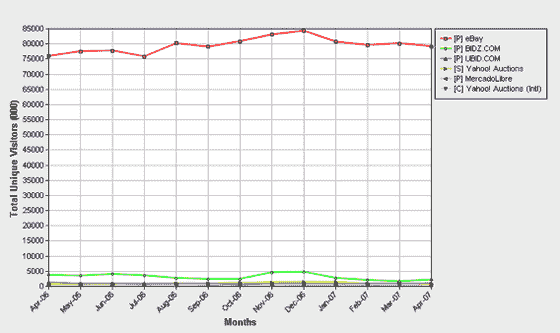 85000
80000
75000
70000
65000
60000
55000
50000
45000
40000
35000
30000
25000
20000
15000
10000
5000
0
Total Unique Visitors (000)
Apr-06
May-06
Jun-06
Jul-06
Aug-06
Sep-06
Oct-06
Nov-06
Dec-06
Jan-07
Feb-07
Mar-07
Apr-07
Months
[P] eBay
[P] BIDZ.COM
[P] UBID.COM
[S] Yahoo! Auctions
[P] MercadoLibre
[C] Yahoo! Auctions (Intl)